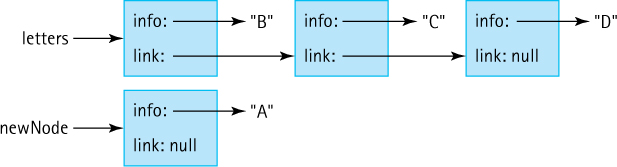 info: "B" info: "C" info: "D"
letters
link: link: link: null
info: "A"
newNode
link: null